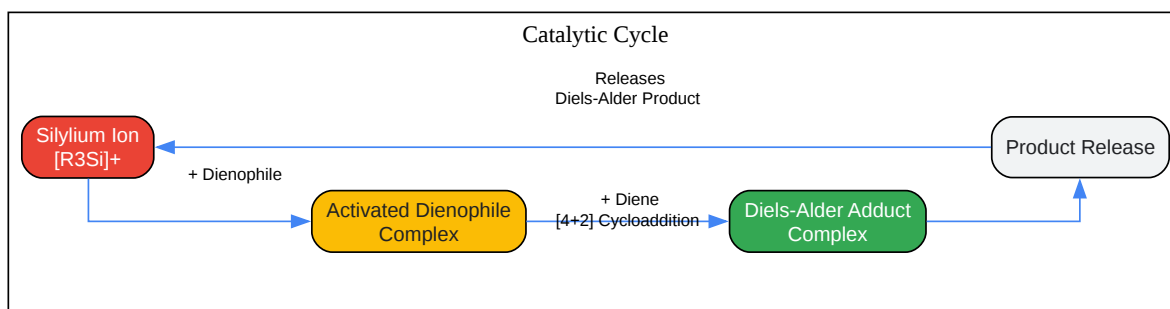 Catalytic Cycle
Releases
Diels-Alder Product
Silylium Ion
[R3Si]+
Product Release
+ Dienophile
Activated Dienophile
Complex
+ Diene
[4+2] Cycloaddition
Diels-Alder Adduct
Complex